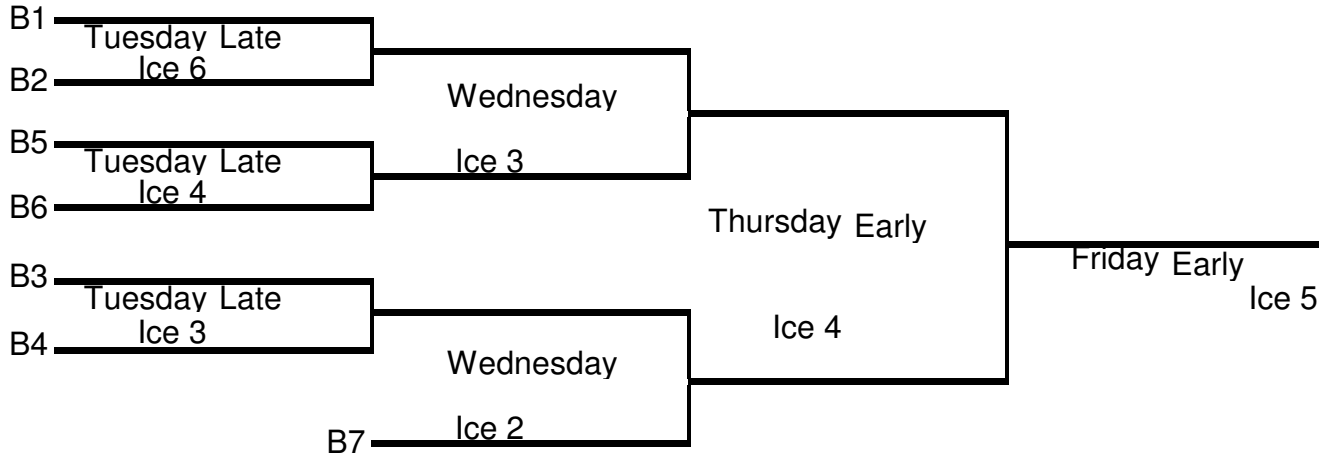 B1
Tuesday Late
Ice 6
B2
Wednesday
B5
Tuesday Late
Ice 3
Ice 4
B6
Thursday Early
Friday Early
B3
Tuesday Late
Ice 5
Ice 3
Ice 4
B4
Wednesday
Ice 2
B7